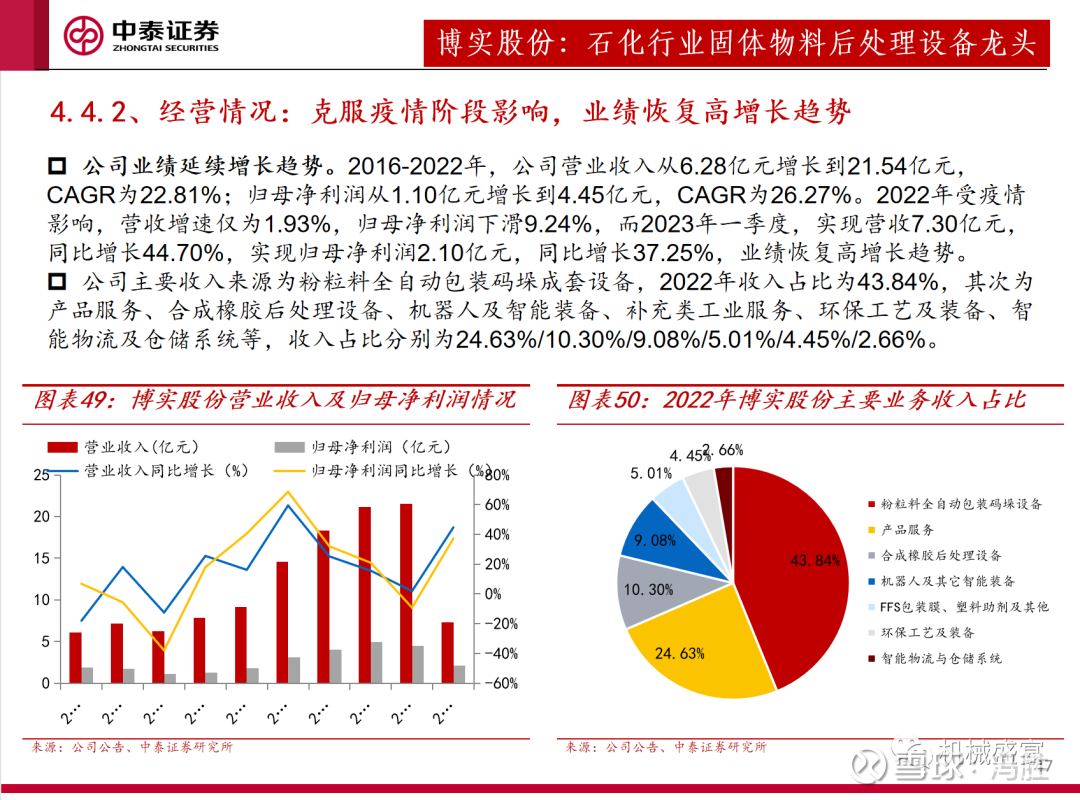 中泰证券
ZHONGTAI SECURITIES
博实股份：石化行业固体物料后处理设备龙头
4.4.2、经营情况：克服疫情阶段影响，业绩恢复高增长趋势
公司业绩延续增长趋势。2016-2022年，公司营业收入从6.28亿元增长到21.54亿元，
CAGR为22.81%；归母净利润从1.10亿元增长到4.45亿元，CAGR为26.27%。2022年受疫情
影响，营收增速仅为1.93%，归母净利润下滑9.24%，而2023年一季度，实现营收7.30亿元，
同比增长44.70%，实现归母净利润2.10亿元，同比增长37.25%，业绩恢复高增长趋势。
公司主要收入来源为粉粒料全自动包装码垛成套设备，2022年收入占比为43.84%，其次为
产品服务、合成橡胶后处理设备、机器人及智能装备、补充类工业服务、环保工艺及装备、智
能物流及仓储系统等，收入占比分别为24.63%/10.30%/9.08%/5.01%/4.45%/2.66%。
图表49：博实股份营业收入及归母净利润情况
营业收入(亿元)
归母净利润（亿元）
营业收入同比增长（%）
归母净利润同比增长（%）
25
20
15
10
5
0
80%
60%
40%
20%
0%
-20%
-40%
-60%
2…
2…
2…
2…
2…
2…
2…
2…
2…
2…
来源：公司公告、中泰证券研究所
图表50：2022年博实股份主要业务收入占比
43.84%
24.63%
10.30%
9.08%
5.01%
4.45%
2.66%
粉粒料全自动包装码垛设备
产品服务
合成橡胶后处理设备
机器人及其它智能装备
FFS包装膜、塑料助剂及其他
环保工艺及装备
智能物流与仓储系统
来源：公司公告、中泰证券研究所
机械盛宴
47
雪球：